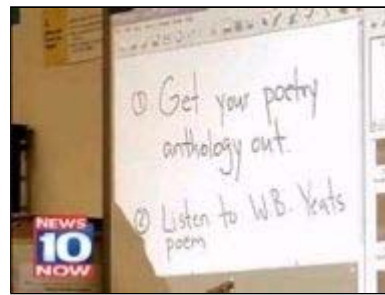 ① Get your poetry
anthology out.
② Listen to W.B. Yeats
poem
NEWS
10
NOW